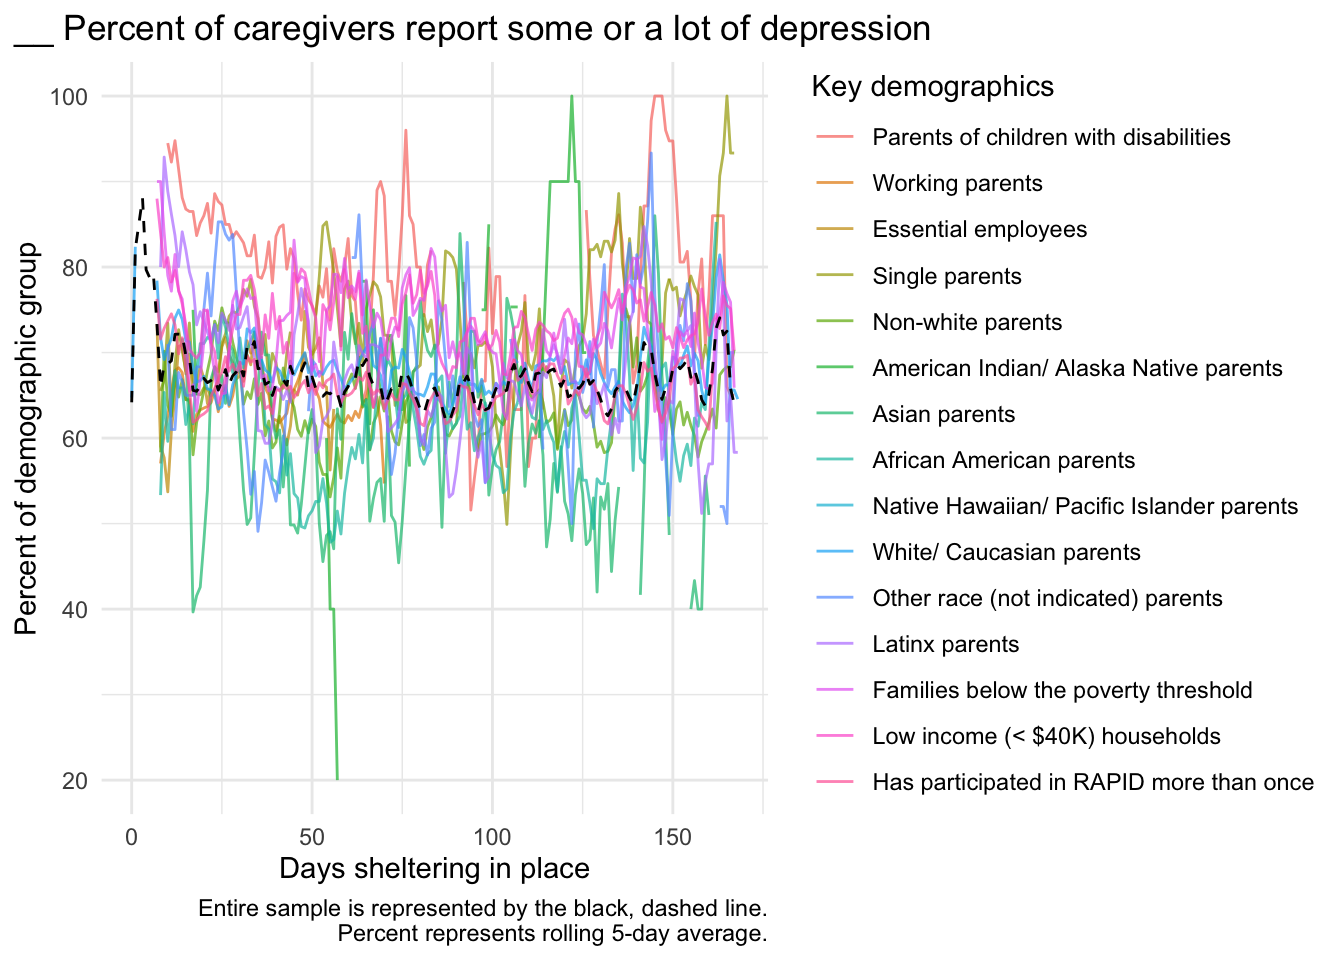 __ Percent of caregivers report some or a lot of depression
Percent of demographic group
100
80
60
40
20
0
50
100
150
Days sheltering in place
Entire sample is represented by the black, dashed line.
Percent represents rolling 5-day average.
Key demographics
Parents of children with disabilities
Working parents
Essential employees
Single parents
Non-white parents
American Indian/ Alaska Native parents
Asian parents
African American parents
Native Hawaiian/ Pacific Islander parents
White/ Caucasian parents
Other race (not indicated) parents
Latinx parents
Families below the poverty threshold
Low income (< $40K) households
Has participated in RAPID more than once